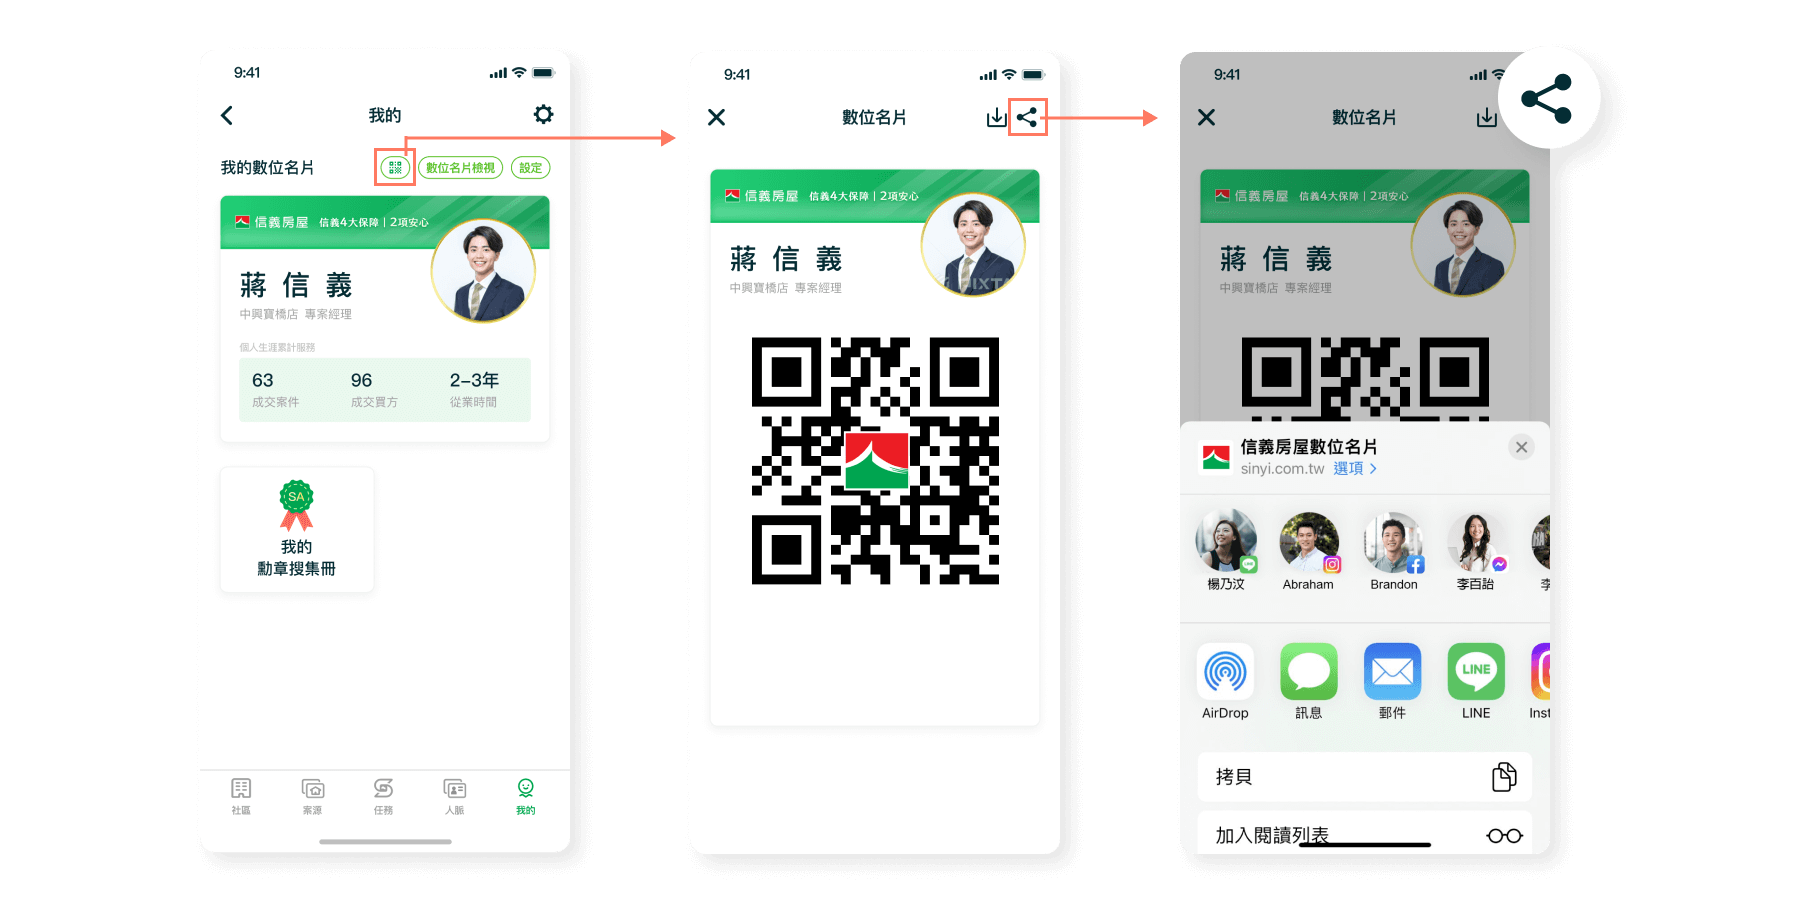 9:41
我的
我的數位名片
數位名片檢視
設定
信義房屋 信義4大保障 | 2項安心
蔣信義
中興寶橋店 專案經理
個人生涯累計服務
63
96
2-3年
成交案件
成交買方
從業時間
SA
我的
勳章搜集冊
社區
案源
任務
人脈
我的
9:41
數位名片
信義房屋 信義4大保障 | 2項安心
蔣信義
中興寶橋店 專案經理
PIXTA
9:41
數位名片
信義房屋 信義4大保障 | 2項安心
蔣信義
中興寶橋店 專案經理
信義房屋數位名片
sinyi.com.tw 選項 >
楊乃汶
Abraham
Brandon
李百詒
李
LINE
AirDrop
訊息
郵件
LINE
Inst
拷貝
加入閱讀列表